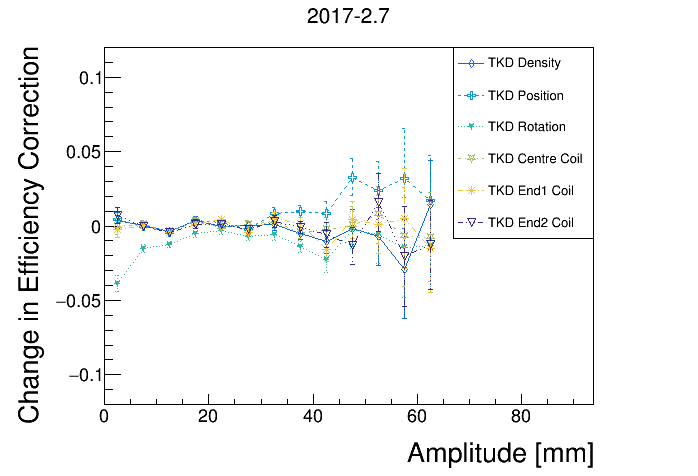 2017-2.7
Change in Efficiency Correction
0.1
0.05
0
−0.05
−0.1
TKD Density
TKD Position
TKD Rotation
TKD Centre Coil
TKD End1 Coil
TKD End2 Coil
0 20 40 60 80
Amplitude [mm]